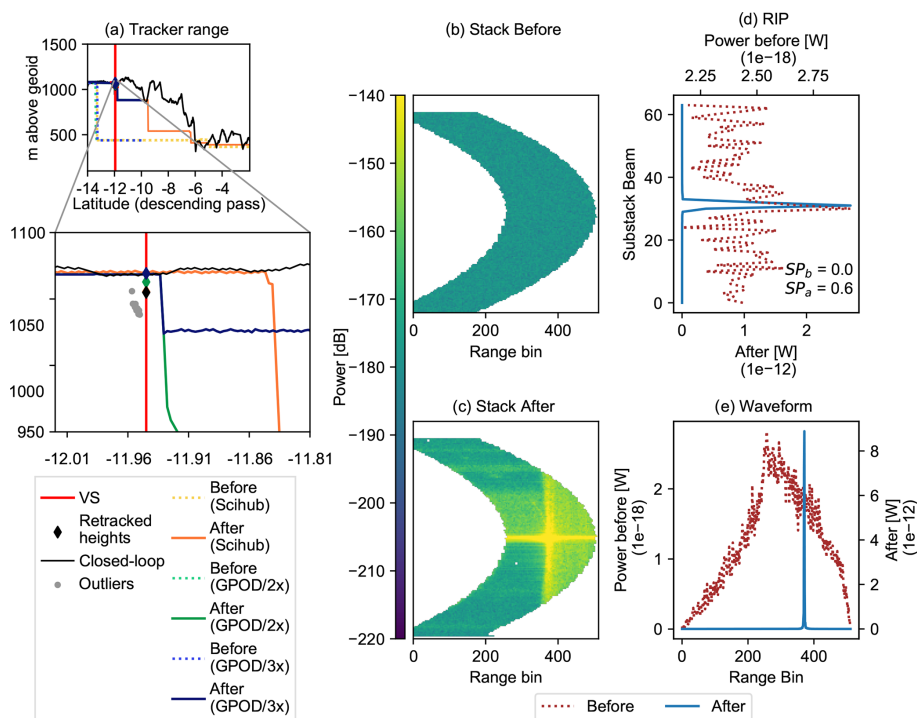 (a) Tracker range
1500
1000
500
m above geoid
-14 -12 -10 -8 -6 -4
Latitude (descending pass)
1100
1050
1000
950
-12.01 -11.96 -11.91 -11.86 -11.81
VS
Retracked
heights
Closed-loop
Outliers
Before
(Scihub)
After
(Scihub)
Before
(GPOD/2x)
After
(GPOD/2x)
Before
(GPOD/3x)
After
(GPOD/3x)
Power [dB]
−140
−150
−160
−170
−180
−190
−200
−210
−220
(b) Stack Before
0 200 400
Range bin
(c) Stack After
0 200 400
Range bin
(d) RIP
Power before [W]
(1e−18)
2.25 2.50 2.75
60
40
20
0
Substack Beam
SPb = 0.0
SPa = 0.6
0 1 2
After [W]
(1e−12)
(e) Waveform
Power before [W]
(1e−18)
2
1
0
8
6
4
2
0
After [W]
(1e−12)
0 200 400
Range Bin
Before After